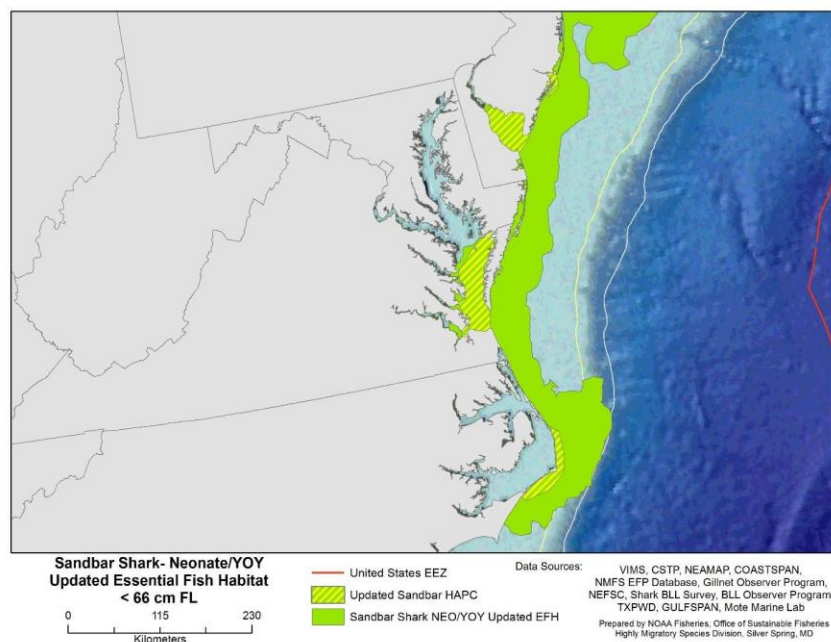 Sandbar Shark- Neonate/YOY
Updated Essential Fish Habitat
< 66 cm FL
0 115 230
Kilometers
United States EEZ
Updated Sandbar HAPC
Sandbar Shark NEO/YOY Updated EFH
Data Sources:
VIMS, CSTP, NEAMAP, COASTSPAN,
NMFS EFP Database, Gillnet Observer Program,
NEFSC, Shark BLL Survey, BLL Observer Program
TXPWD, GULFSPAN, Mote Marine Lab
Prepared by NOAA Fisheries, Office of Sustainable Fisheries
Highly Migratory Species Division, Silver Spring, MD